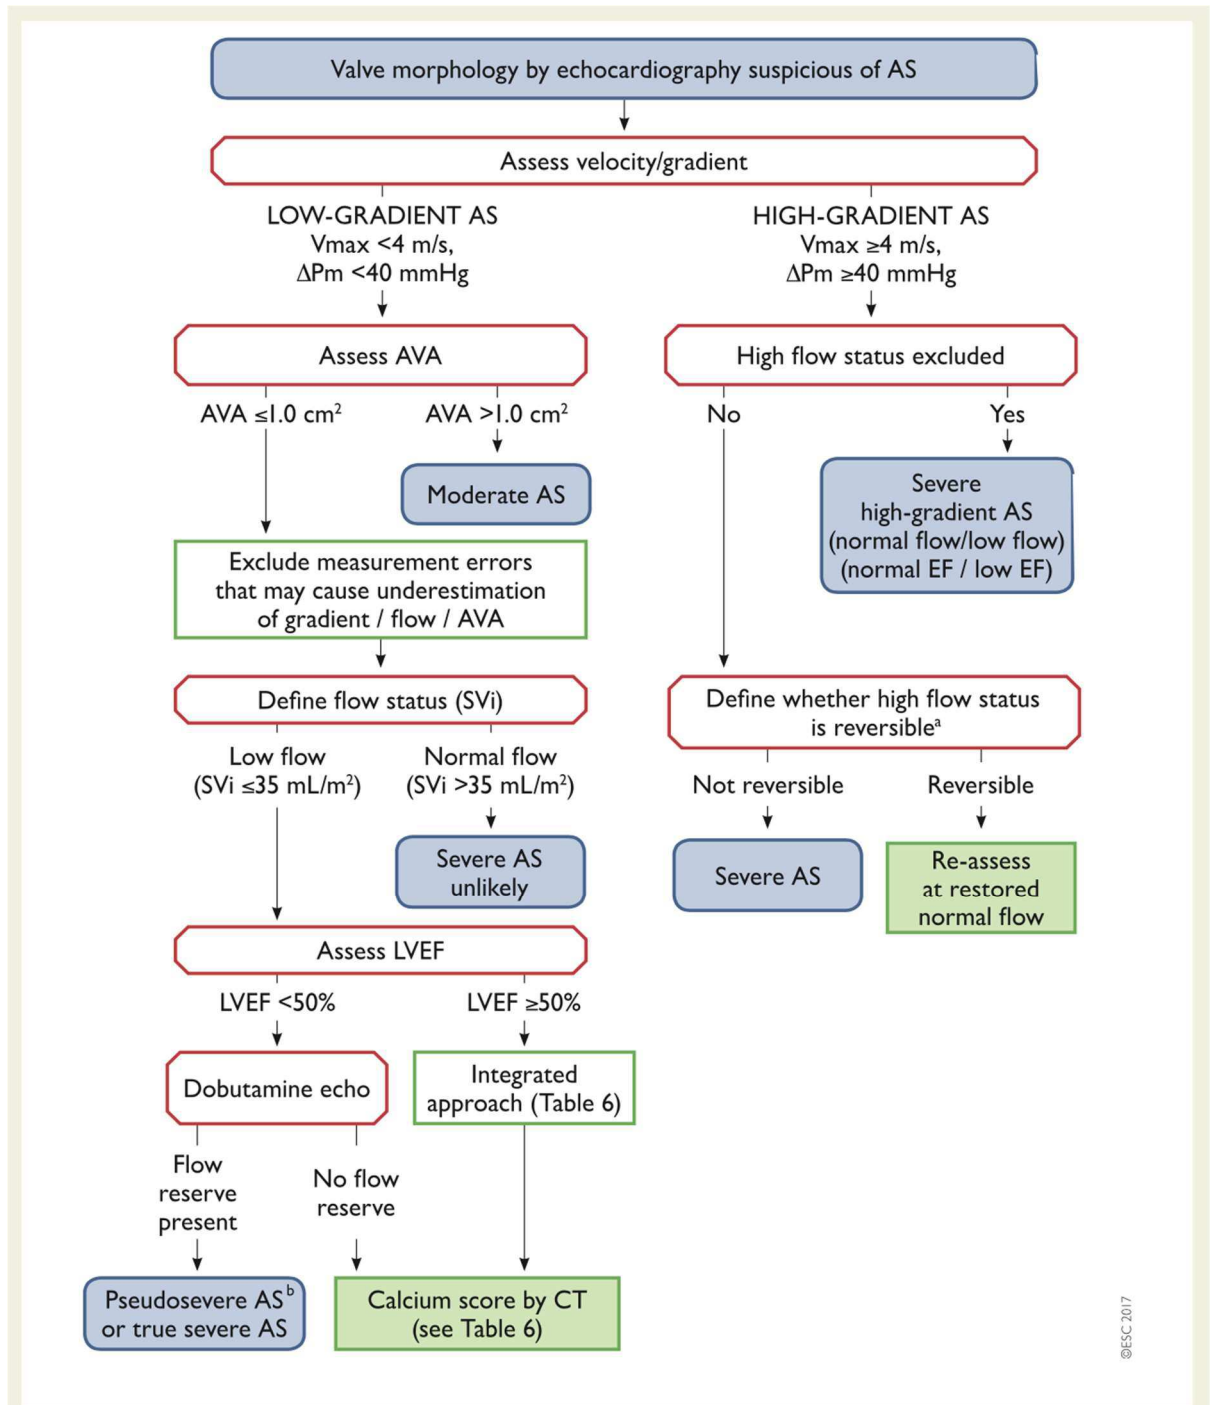 Valve morphology by echocardiography suspicious of AS
Assess velocity/gradient
LOW-GRADIENT AS
Vmax <4 m/s,
ΔPm <40 mmHg
HIGH-GRADIENT AS
Vmax ≥4 m/s,
ΔPm ≥40 mmHg
Assess AVA
High flow status excluded
AVA ≤1.0 cm²
AVA >1.0 cm²
No
Yes
Moderate AS
Severe
high-gradient AS
(normal flow/low flow)
(normal EF / low EF)
Exclude measurement errors
that may cause underestimation
of gradient / flow / AVA
Define flow status (SVi)
Define whether high flow status
is reversibleᵃ
Low flow
(SVi ≤35 mL/m²)
Normal flow
(SVi >35 mL/m²)
Not reversible
Reversible
Severe AS
unlikely
Severe AS
Re-assess
at restored
normal flow
Assess LVEF
LVEF <50%
LVEF ≥50%
Dobutamine echo
Integrated
approach (Table 6)
Flow
reserve
present
No flow
reserve
Pseudosevere ASᵇ
or true severe AS
Calcium score by CT
(see Table 6)
©ESC 2017